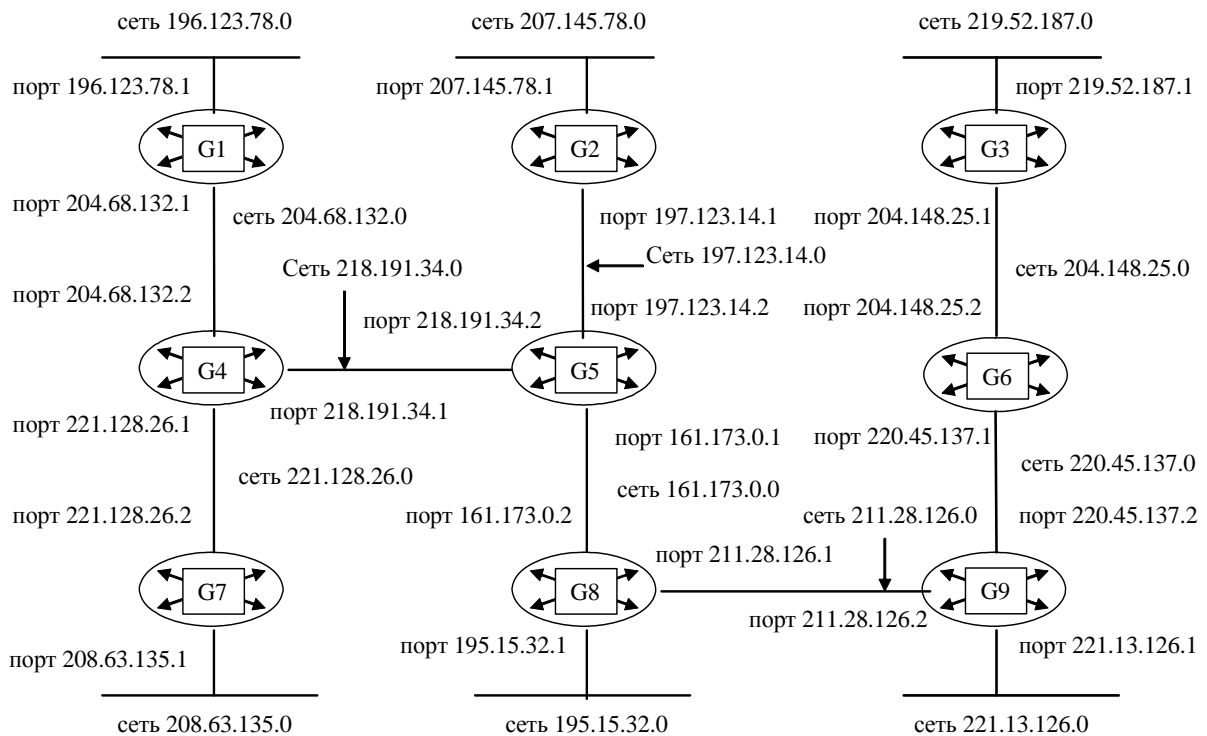 сеть 196.123.78.0
сеть 207.145.78.0
сеть 219.52.187.0
порт 196.123.78.1
порт 207.145.78.1
порт 219.52.187.1
G1
G2
G3
порт 204.68.132.1
сеть 204.68.132.0
порт 197.123.14.1
порт 204.148.25.1
Сеть 218.191.34.0
Сеть 197.123.14.0
сеть 204.148.25.0
порт 204.68.132.2
порт 218.191.34.2
порт 197.123.14.2
порт 204.148.25.2
G4
G5
G6
порт 218.191.34.1
порт 221.128.26.1
порт 161.173.0.1
порт 220.45.137.1
сеть 221.128.26.0
сеть 161.173.0.0
сеть 220.45.137.0
порт 221.128.26.2
порт 161.173.0.2
сеть 211.28.126.0
порт 220.45.137.2
порт 211.28.126.1
G7
G8
G9
порт 211.28.126.2
порт 208.63.135.1
порт 195.15.32.1
порт 221.13.126.1
сеть 208.63.135.0
сеть 195.15.32.0
сеть 221.13.126.0